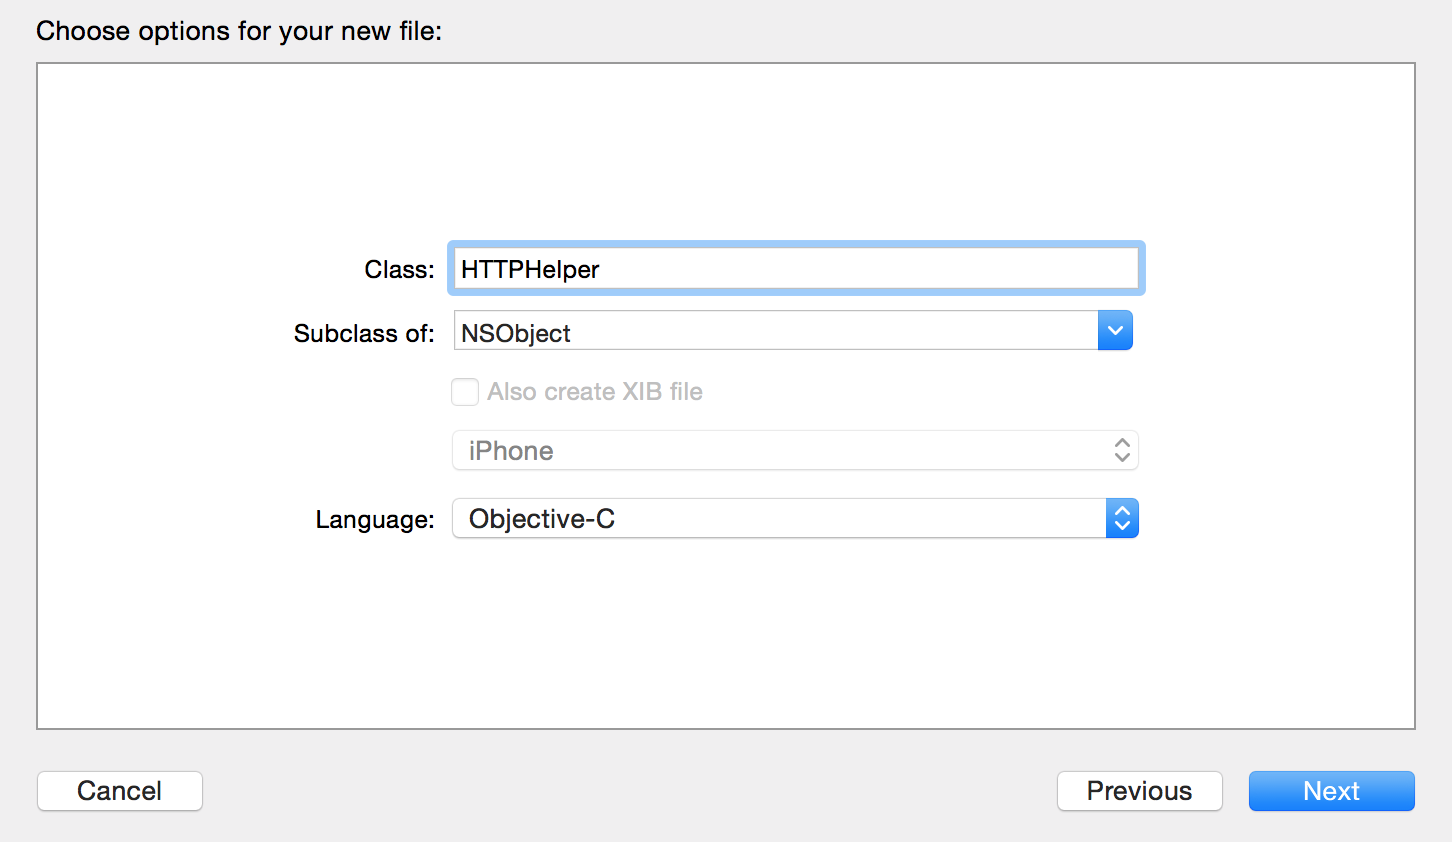 Choose options for your new file:
Class: HTTPHelper
Subclass of: NSObject
Also create XIB file
iPhone
Language: Objective-C
Cancel Previous Next